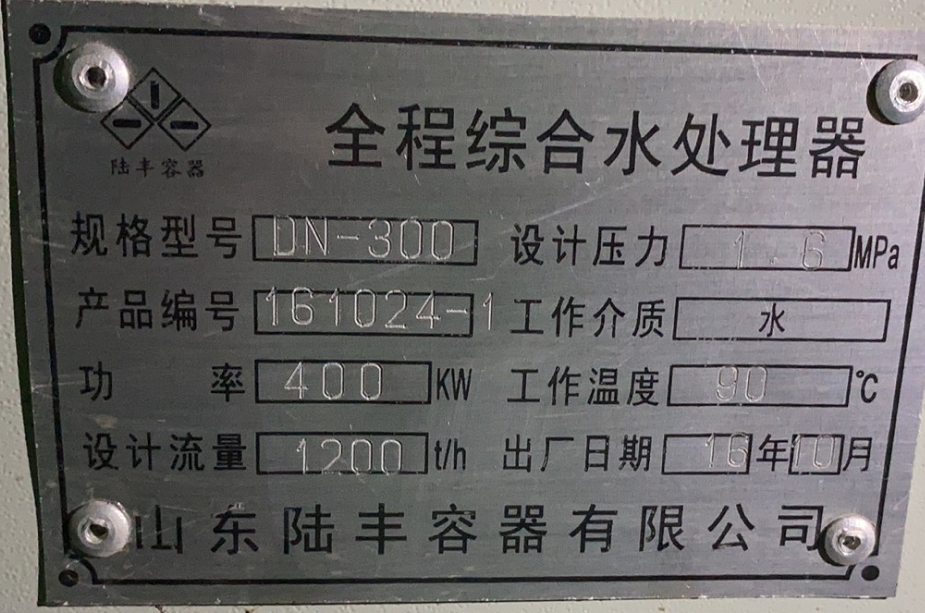 陆丰容器
全程综合水处理器
规格型号 DN-300 设计压力 1.6 MPa
产品编号 161024-1 工作介质 水
功率 400 KW 工作温度 90 ℃
设计流量 1200 t/h 出厂日期 16 年 10 月
山东陆丰容器有限公司